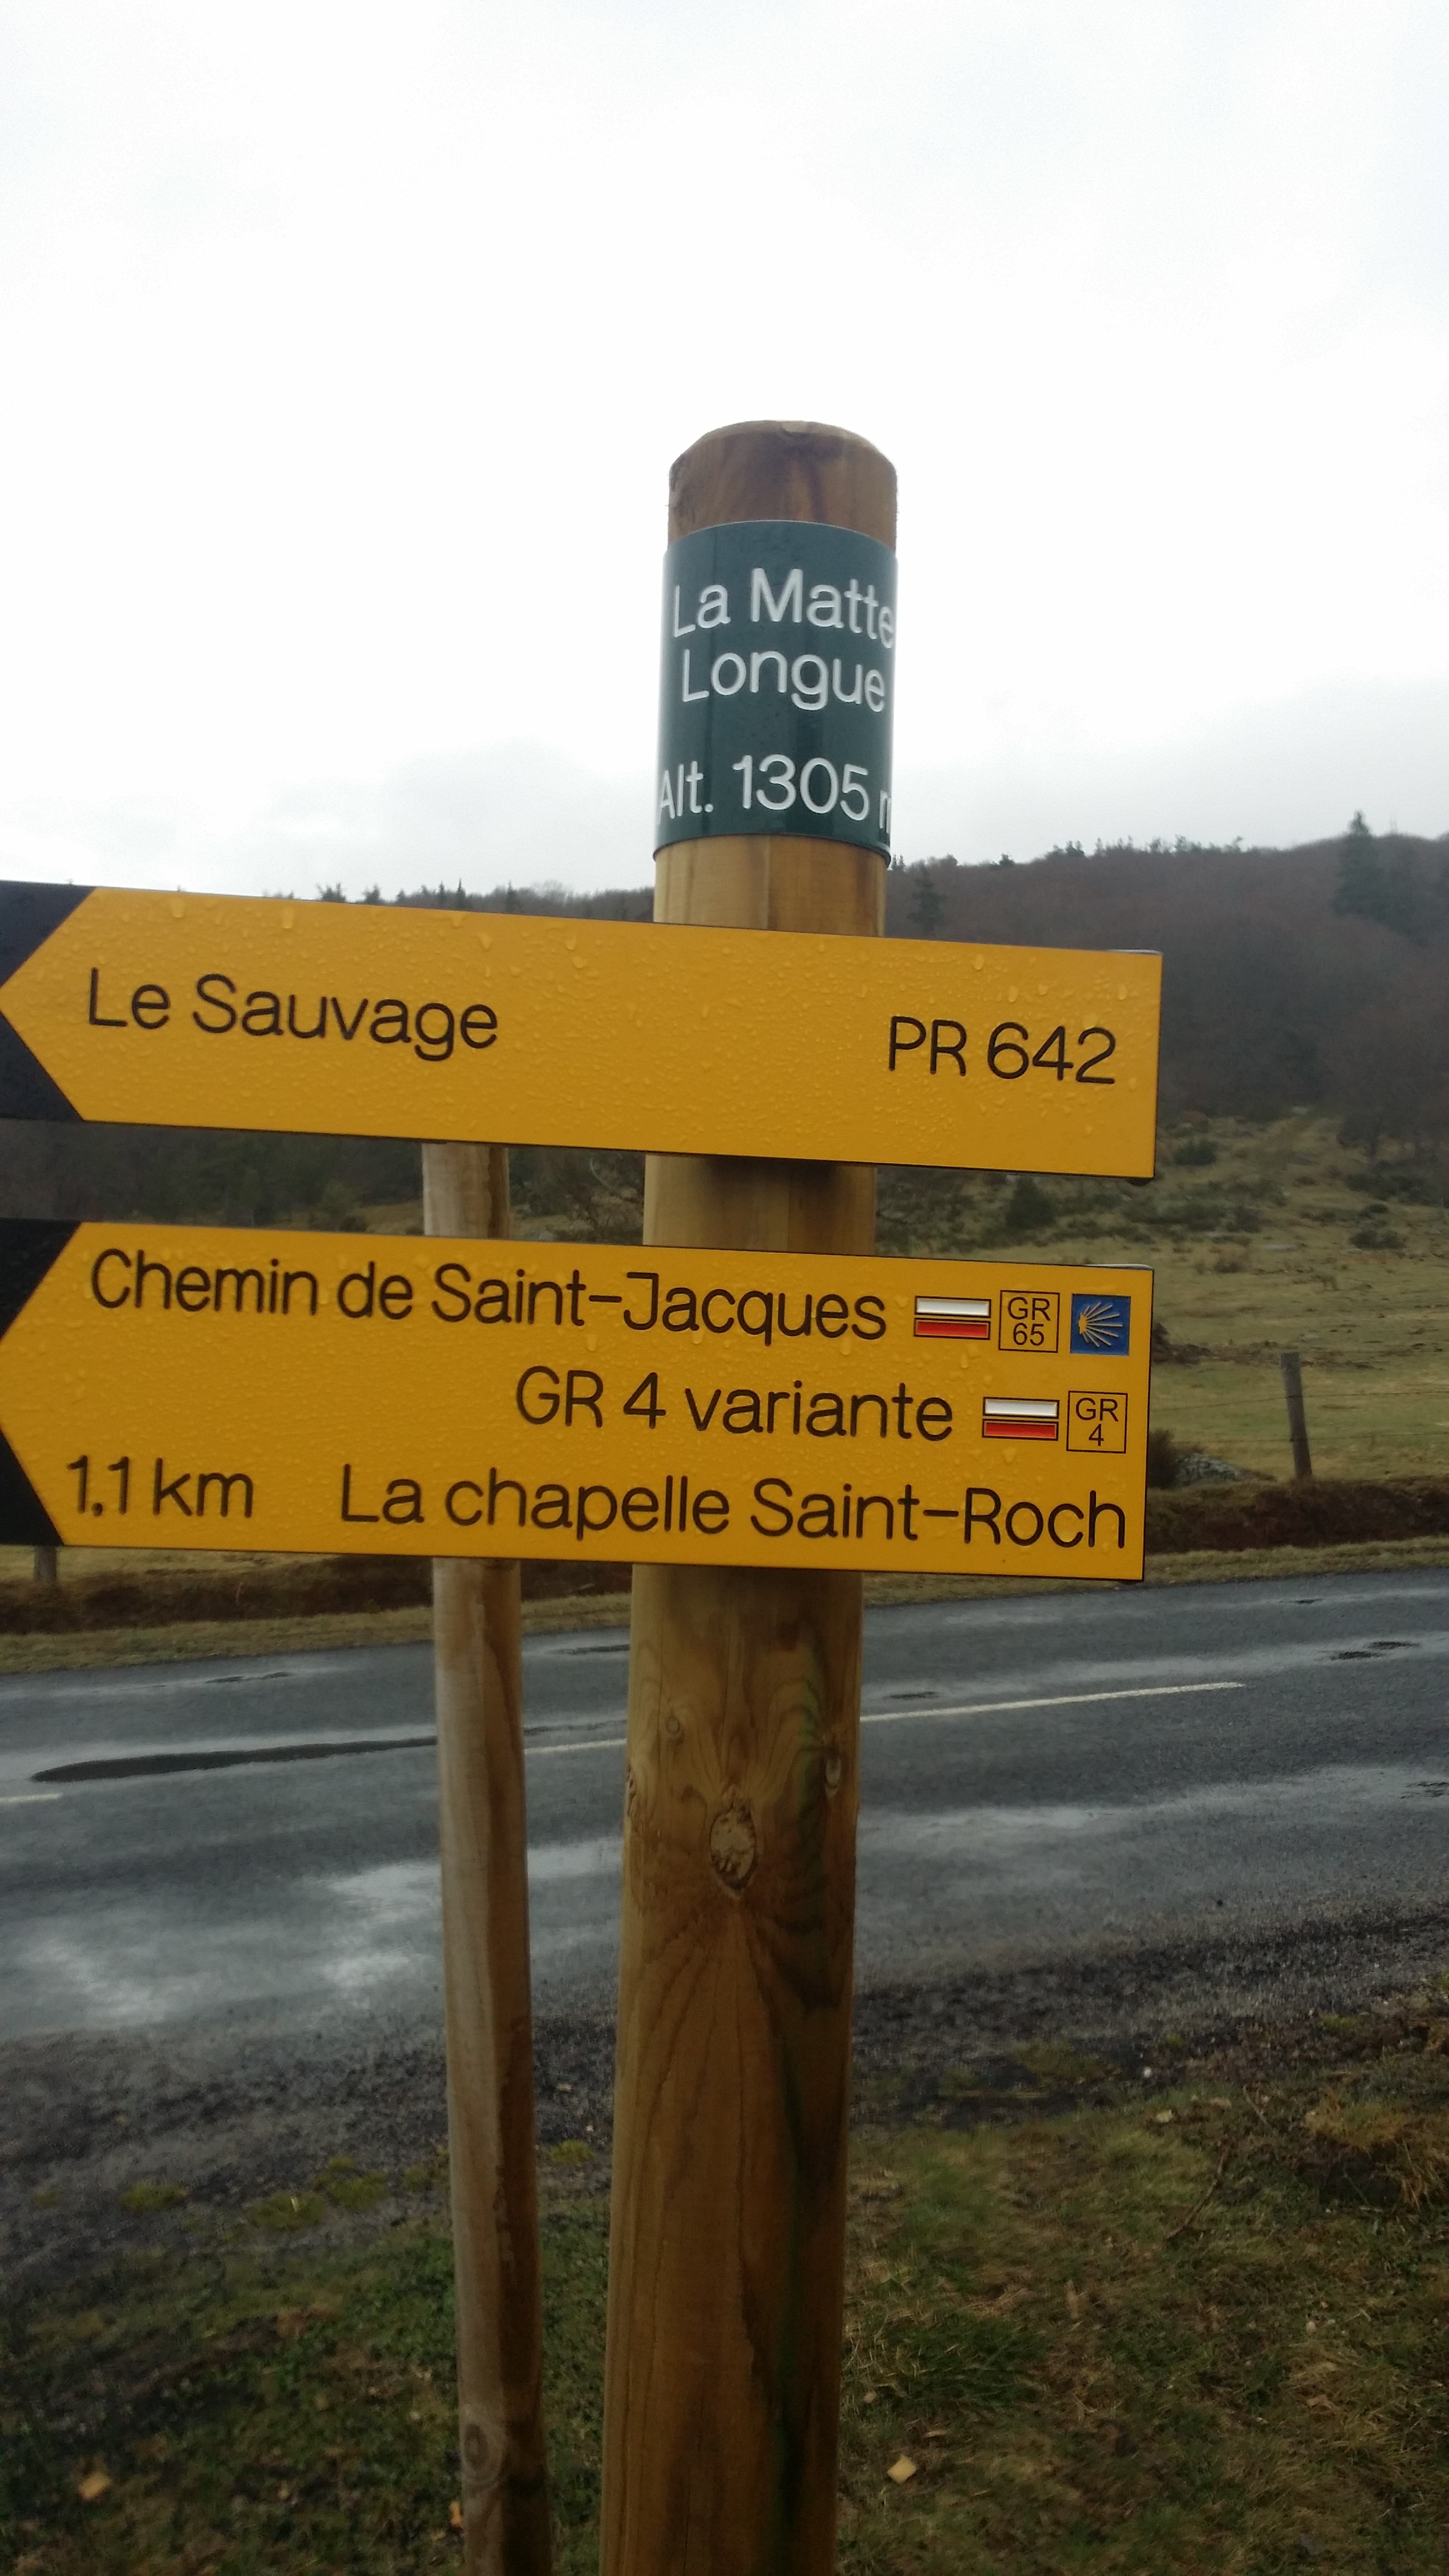 La Matte
Longue
Alt. 1305 m
Le Sauvage PR 642
Chemin de Saint-Jacques GR 65
GR 4 variante GR 4
1,1 km La chapelle Saint-Roch